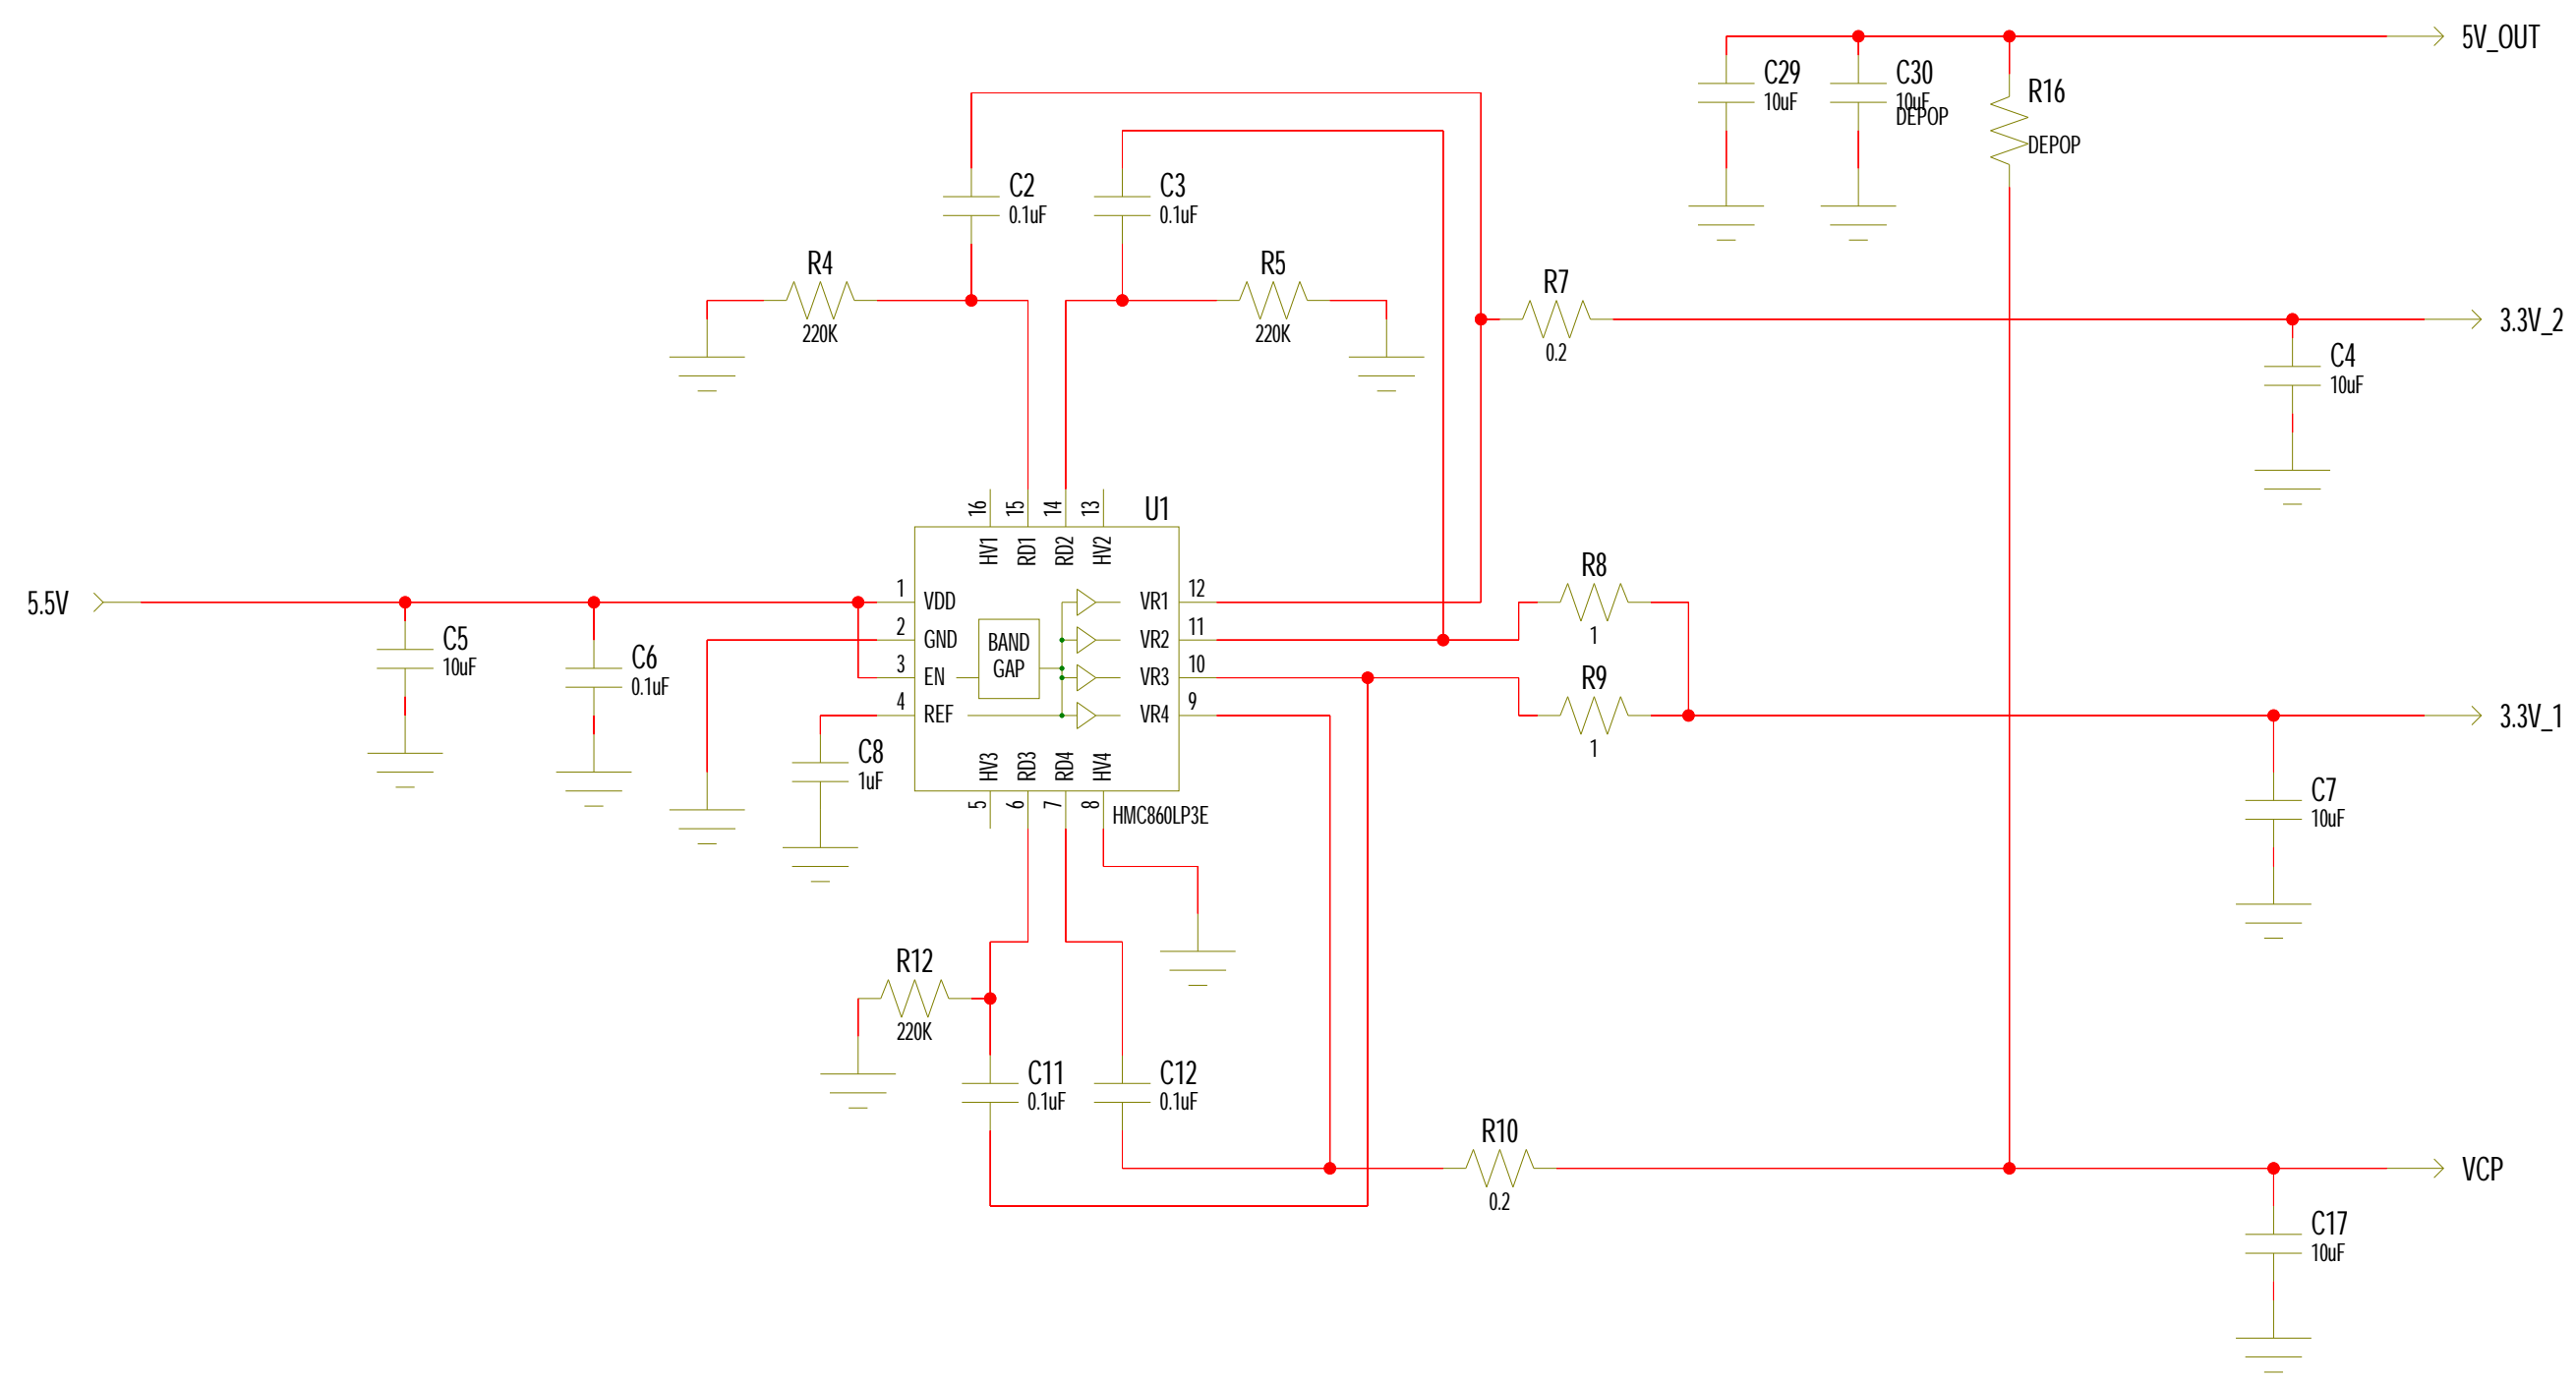 5V_OUT
C29
10uF
C30
10uF
DEPOP
R16
DEPOP
C2
0.1uF
C3
0.1uF
R4
220K
R5
220K
R7
0.2
3.3V_2
C4
10uF
U1
16
15
14
13
HV1
RD1
RD2
HV2
5.5V
1
VDD
2
GND
3
EN
4
REF
BAND
GAP
VR1
12
VR2
11
VR3
10
VR4
9
HV3
RD3
RD4
HV4
5
6
7
8
HMC860LP3E
C5
10uF
C6
0.1uF
C8
1uF
R8
1
R9
1
3.3V_1
C7
10uF
R12
220K
C11
0.1uF
C12
0.1uF
R10
0.2
VCP
C17
10uF